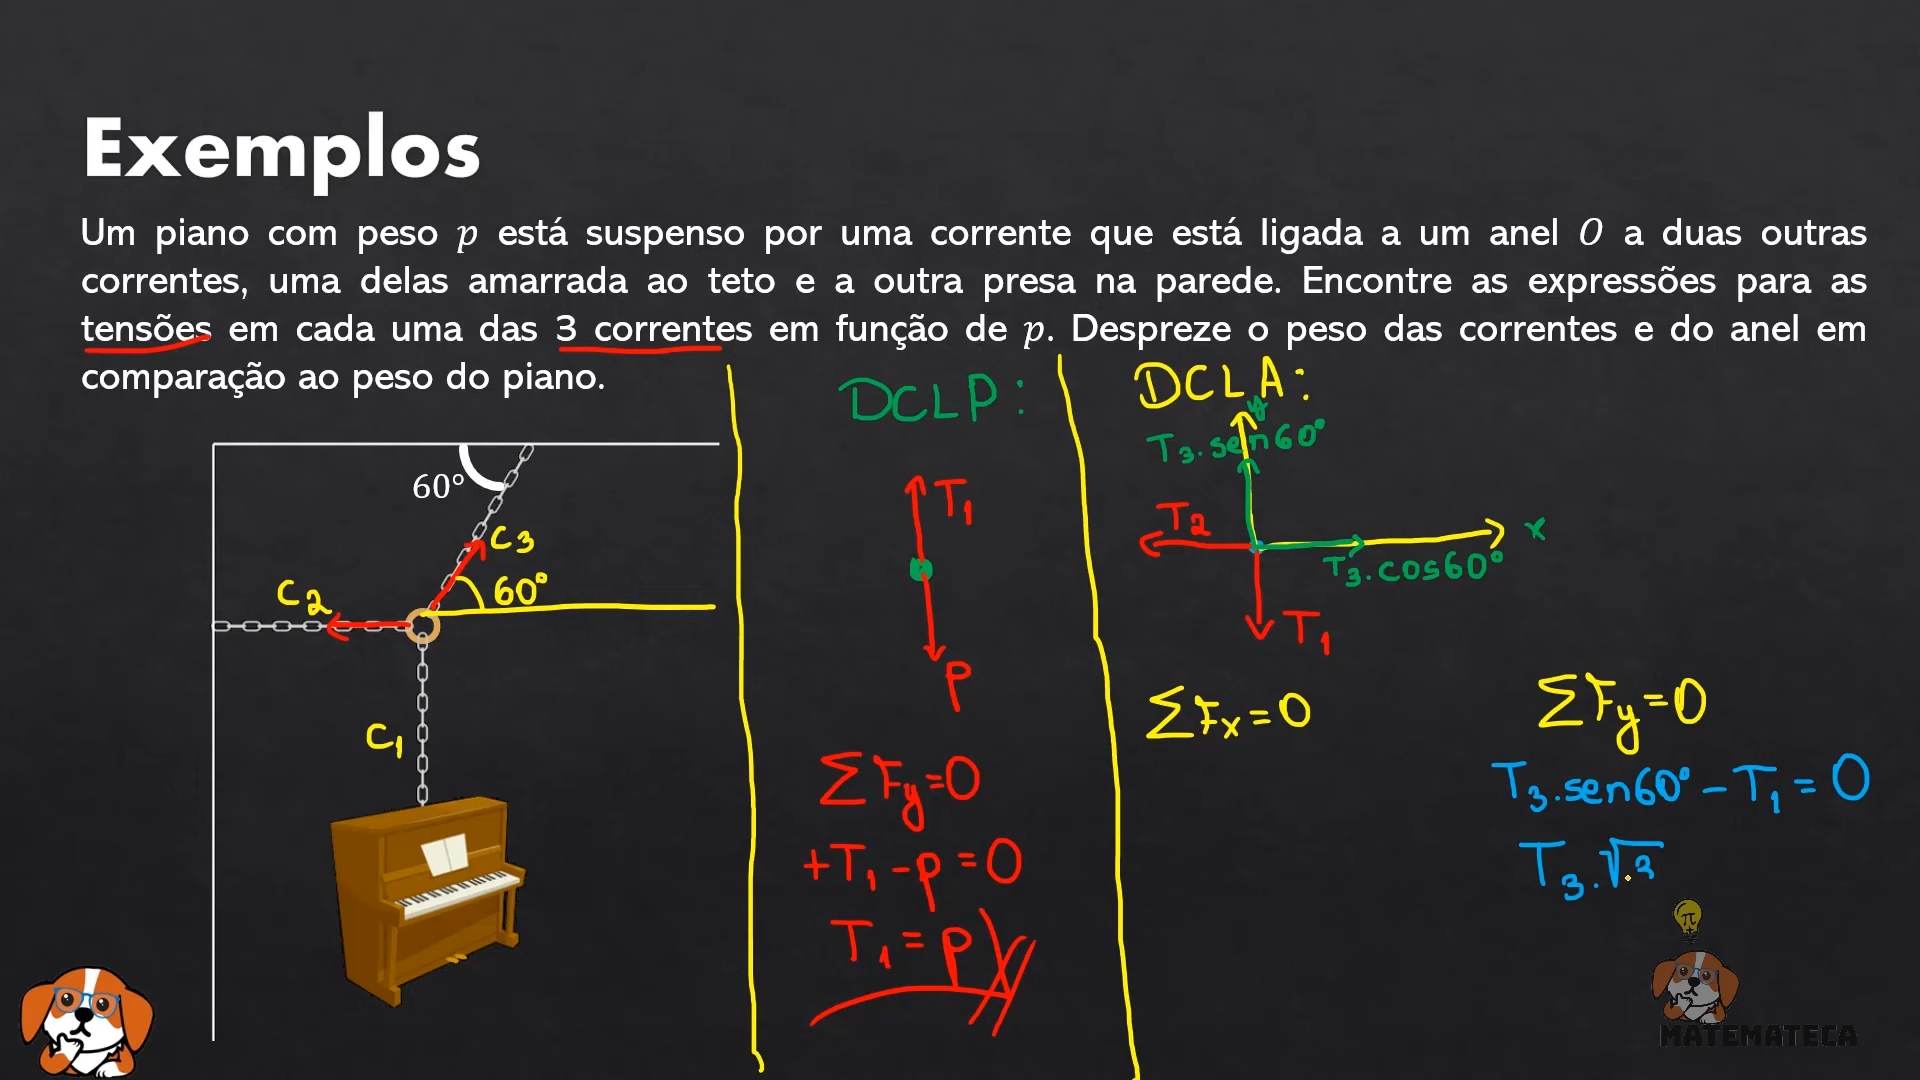 Exemplos
Um piano com peso p está suspenso por uma corrente que está ligada a um anel O a duas outras
correntes, uma delas amarrada ao teto e a outra presa na parede. Encontre as expressões para as
tensões em cada uma das 3 correntes em função de p. Despreze o peso das correntes e do anel em
comparação ao peso do piano.
60°
C3
60°
C2
C1
DCLP:
T1
P
ΣFy=0
+T1-p=0
T1=p
DCLA:
y
T3.sen60°
T2
x
T3.cos60°
T1
ΣFx=0
ΣFy=0
T3.sen60°-T1=0
T3.√3
π
MATEMATECA